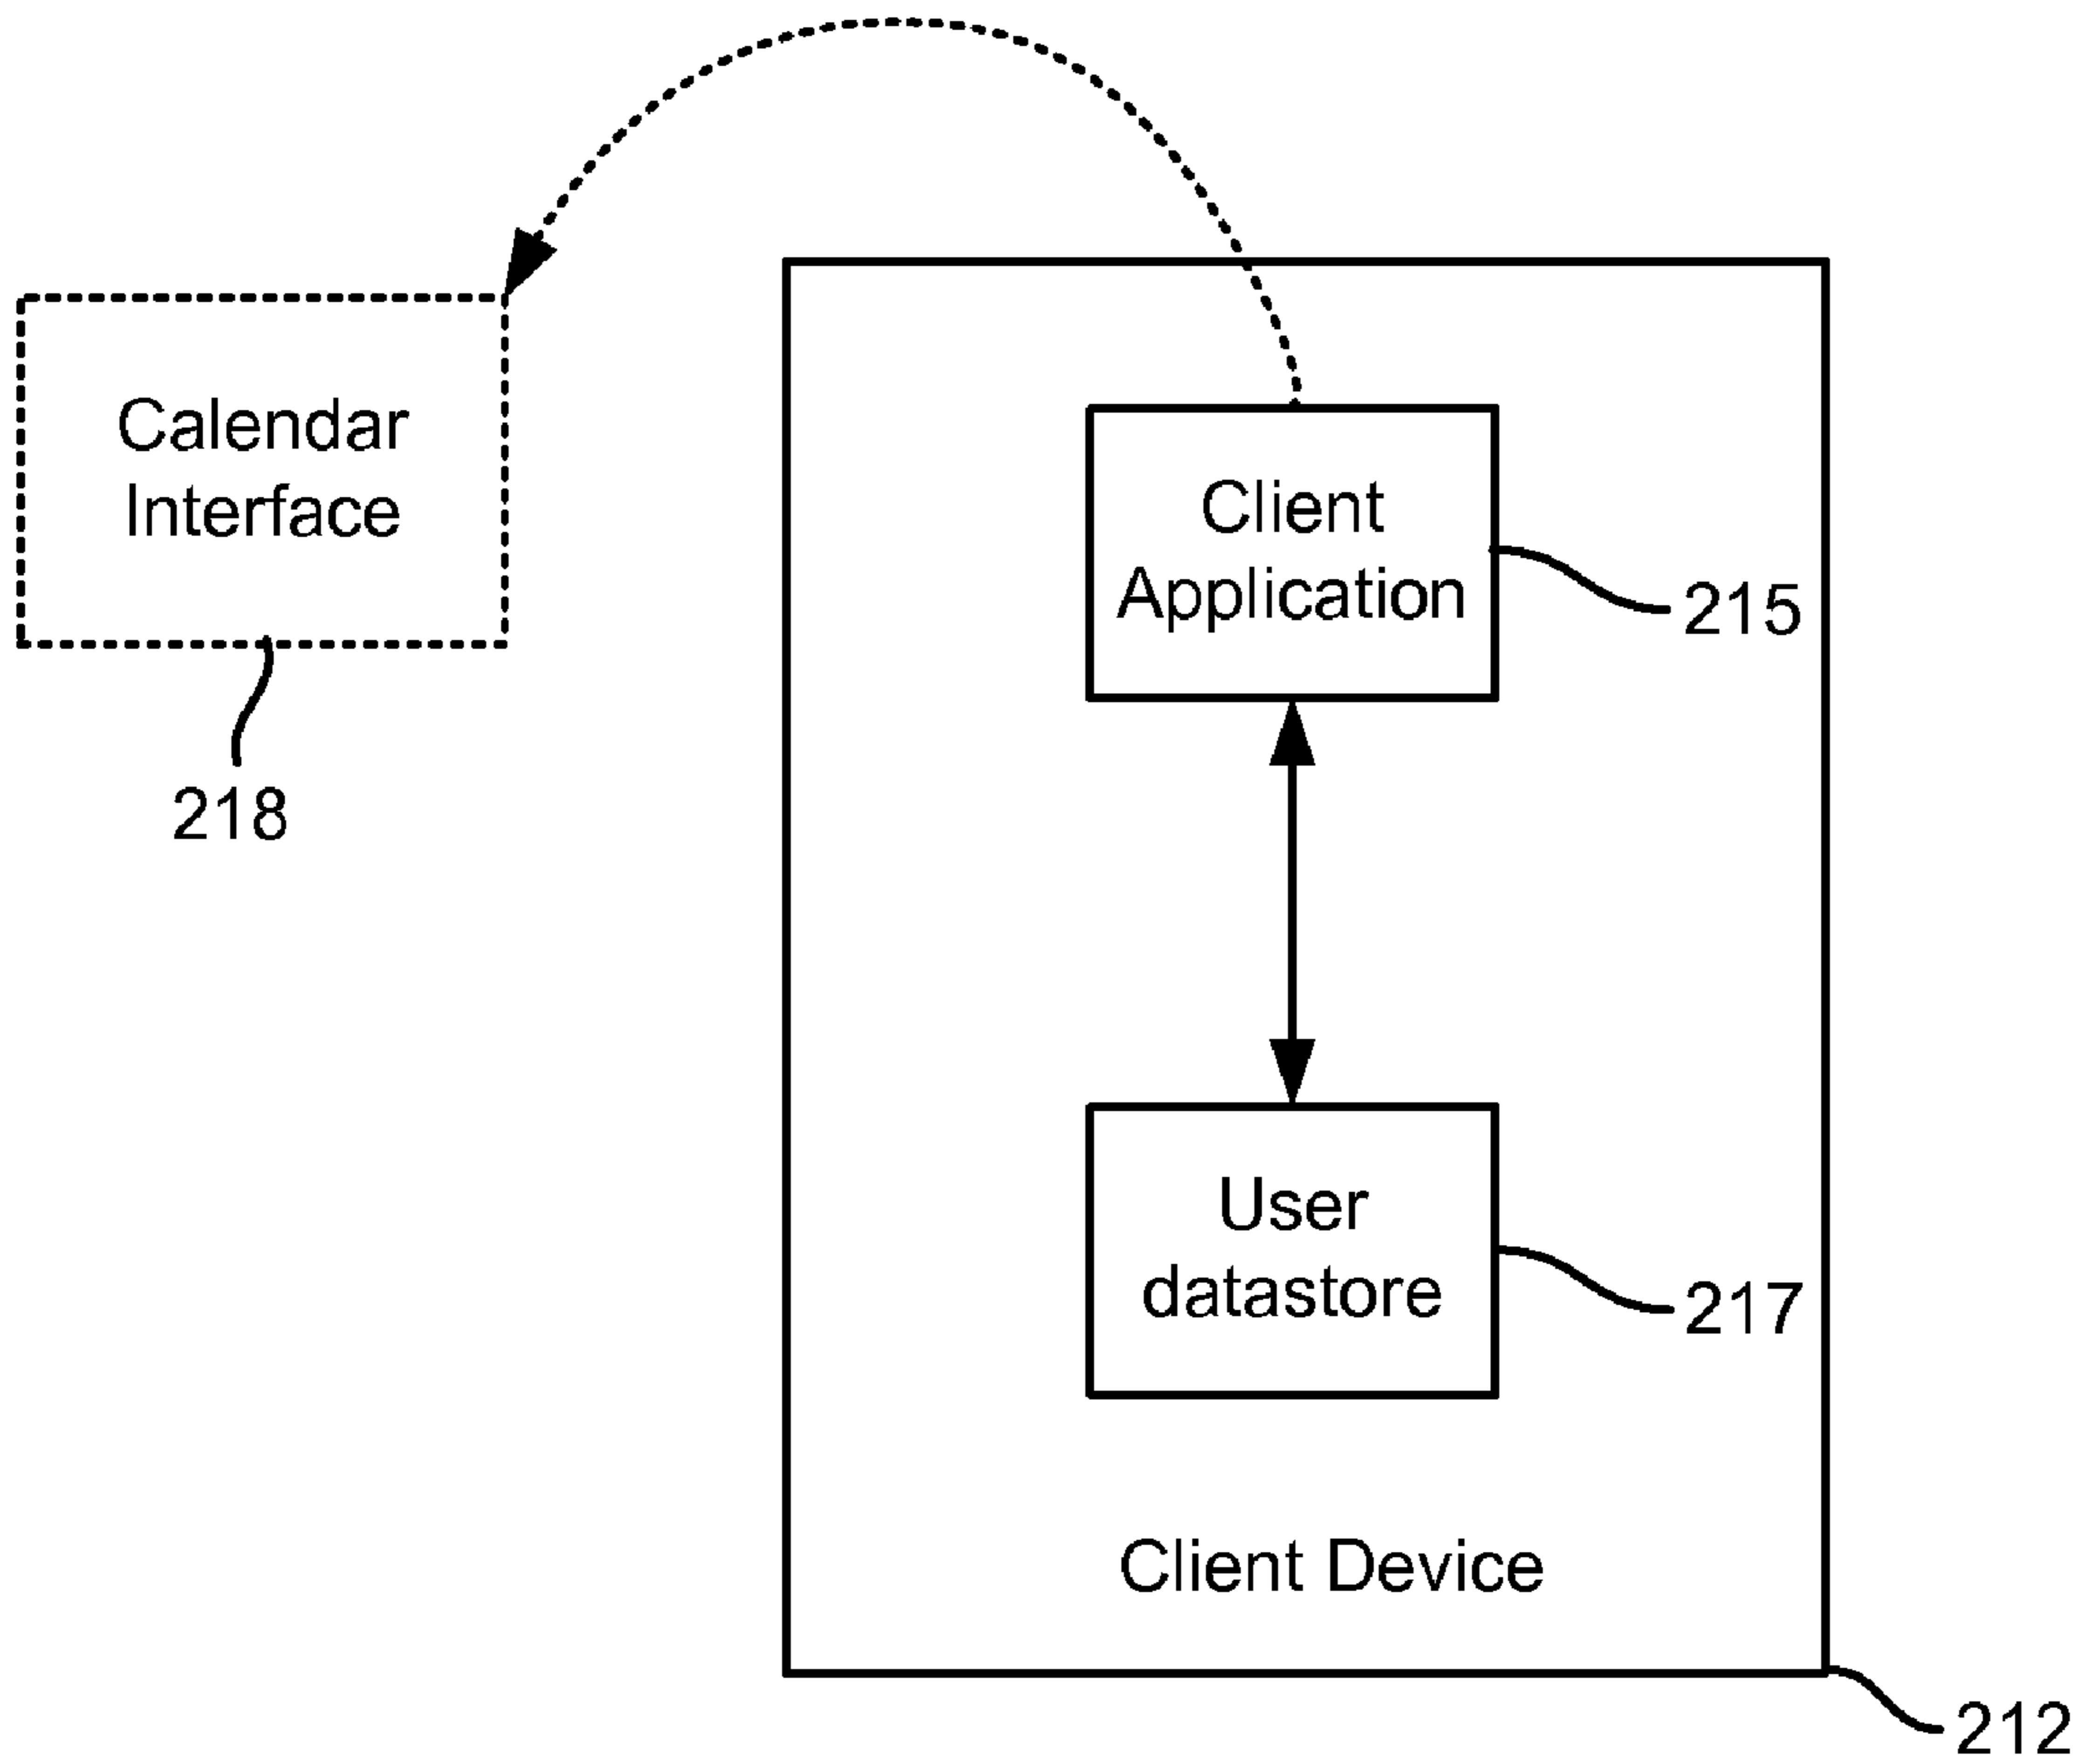 Calendar
Interface
218
Client
Application
215
User
datastore
217
Client Device
212